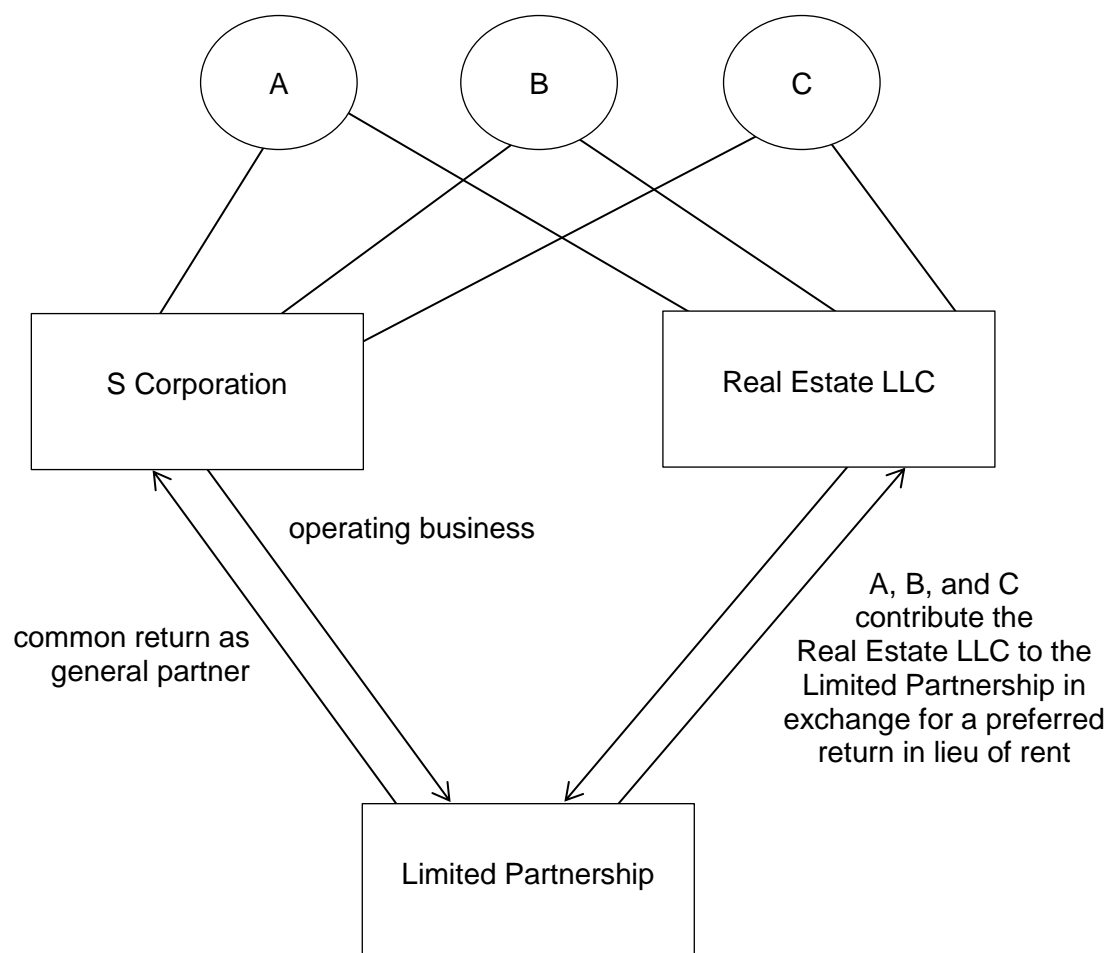 A
B
C
S Corporation
Real Estate LLC
operating business
common return as
general partner
A, B, and C
contribute the
Real Estate LLC to the
Limited Partnership in
exchange for a preferred
return in lieu of rent
Limited Partnership